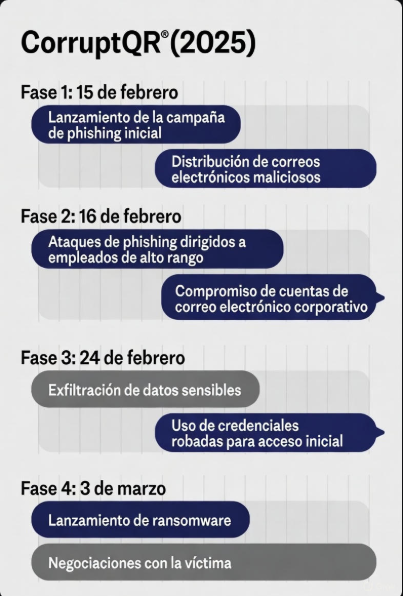 CorruptQR®(2025)
Fase 1: 15 de febrero
Lanzamiento de la campaña
de phishing inicial
Distribución de correos
electrónicos maliciosos
Fase 2: 16 de febrero
Ataques de phishing dirigidos a
empleados de alto rango
Compromiso de cuentas de
correo electrónico corporativo
Fase 3: 24 de febrero
Exfiltración de datos sensibles
Uso de credenciales
robadas para acceso inicial
Fase 4: 3 de marzo
Lanzamiento de ransomware
Negociaciones con la víctima